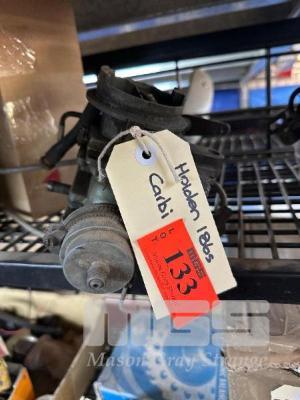 Holden 186s
Carbi
LOT
133
MGS
Mason Gray Strange